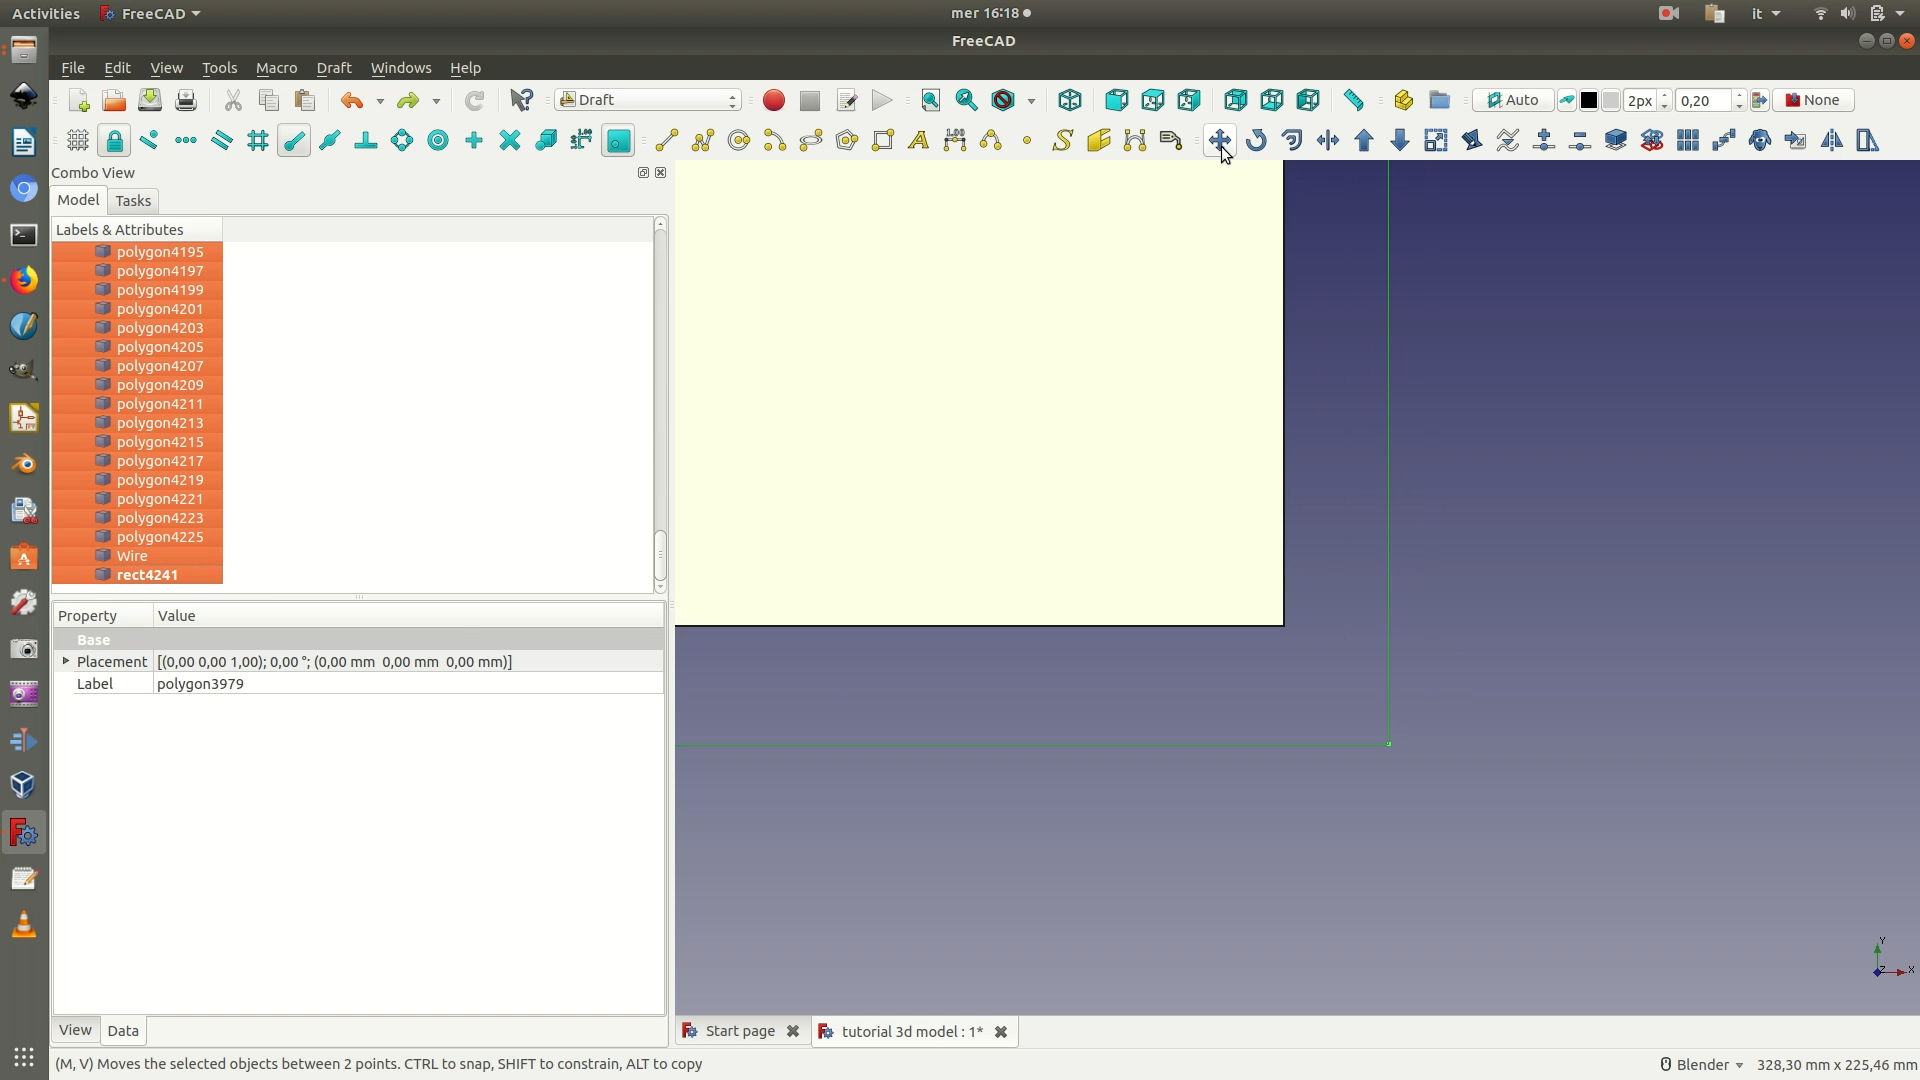 Activities FreeCAD mer 16:18 it
FreeCAD
File Edit View Tools Macro Draft Windows Help
Draft Auto 2px 0,20 None
1.00 A 1.00
Combo View
Model Tasks
Labels & Attributes
polygon4195
polygon4197
polygon4199
polygon4201
polygon4203
polygon4205
polygon4207
polygon4209
polygon4211
polygon4213
polygon4215
polygon4217
polygon4219
polygon4221
polygon4223
polygon4225
Wire
rect4241
Property Value
Base
Placement [(0,00 0,00 1,00); 0,00 °; (0,00 mm 0,00 mm 0,00 mm)]
Label polygon3979
Y
Z X
View Data
Start page tutorial 3d model : 1*
(M, V) Moves the selected objects between 2 points. CTRL to snap, SHIFT to constrain, ALT to copy
Blender 328,30 mm x 225,46 mm